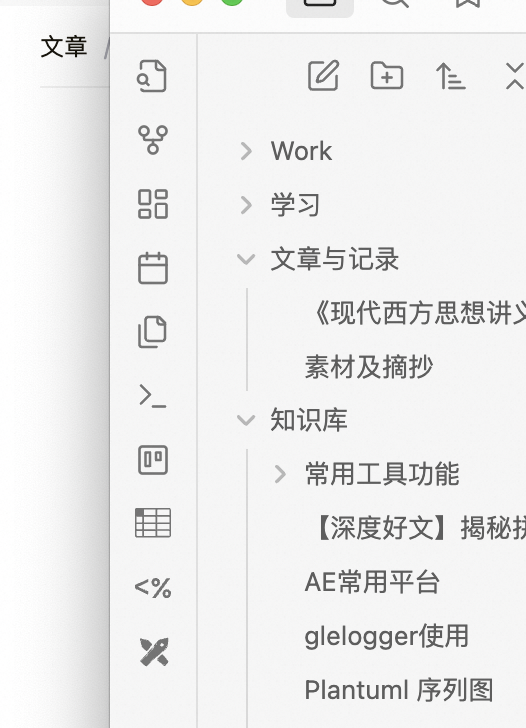 文章 /
Work
学习
文章与记录
《现代西方思想讲义
素材及摘抄
知识库
常用工具功能
【深度好文】揭秘拼
AE常用平台
<%
glelogger使用
Plantuml 序列图